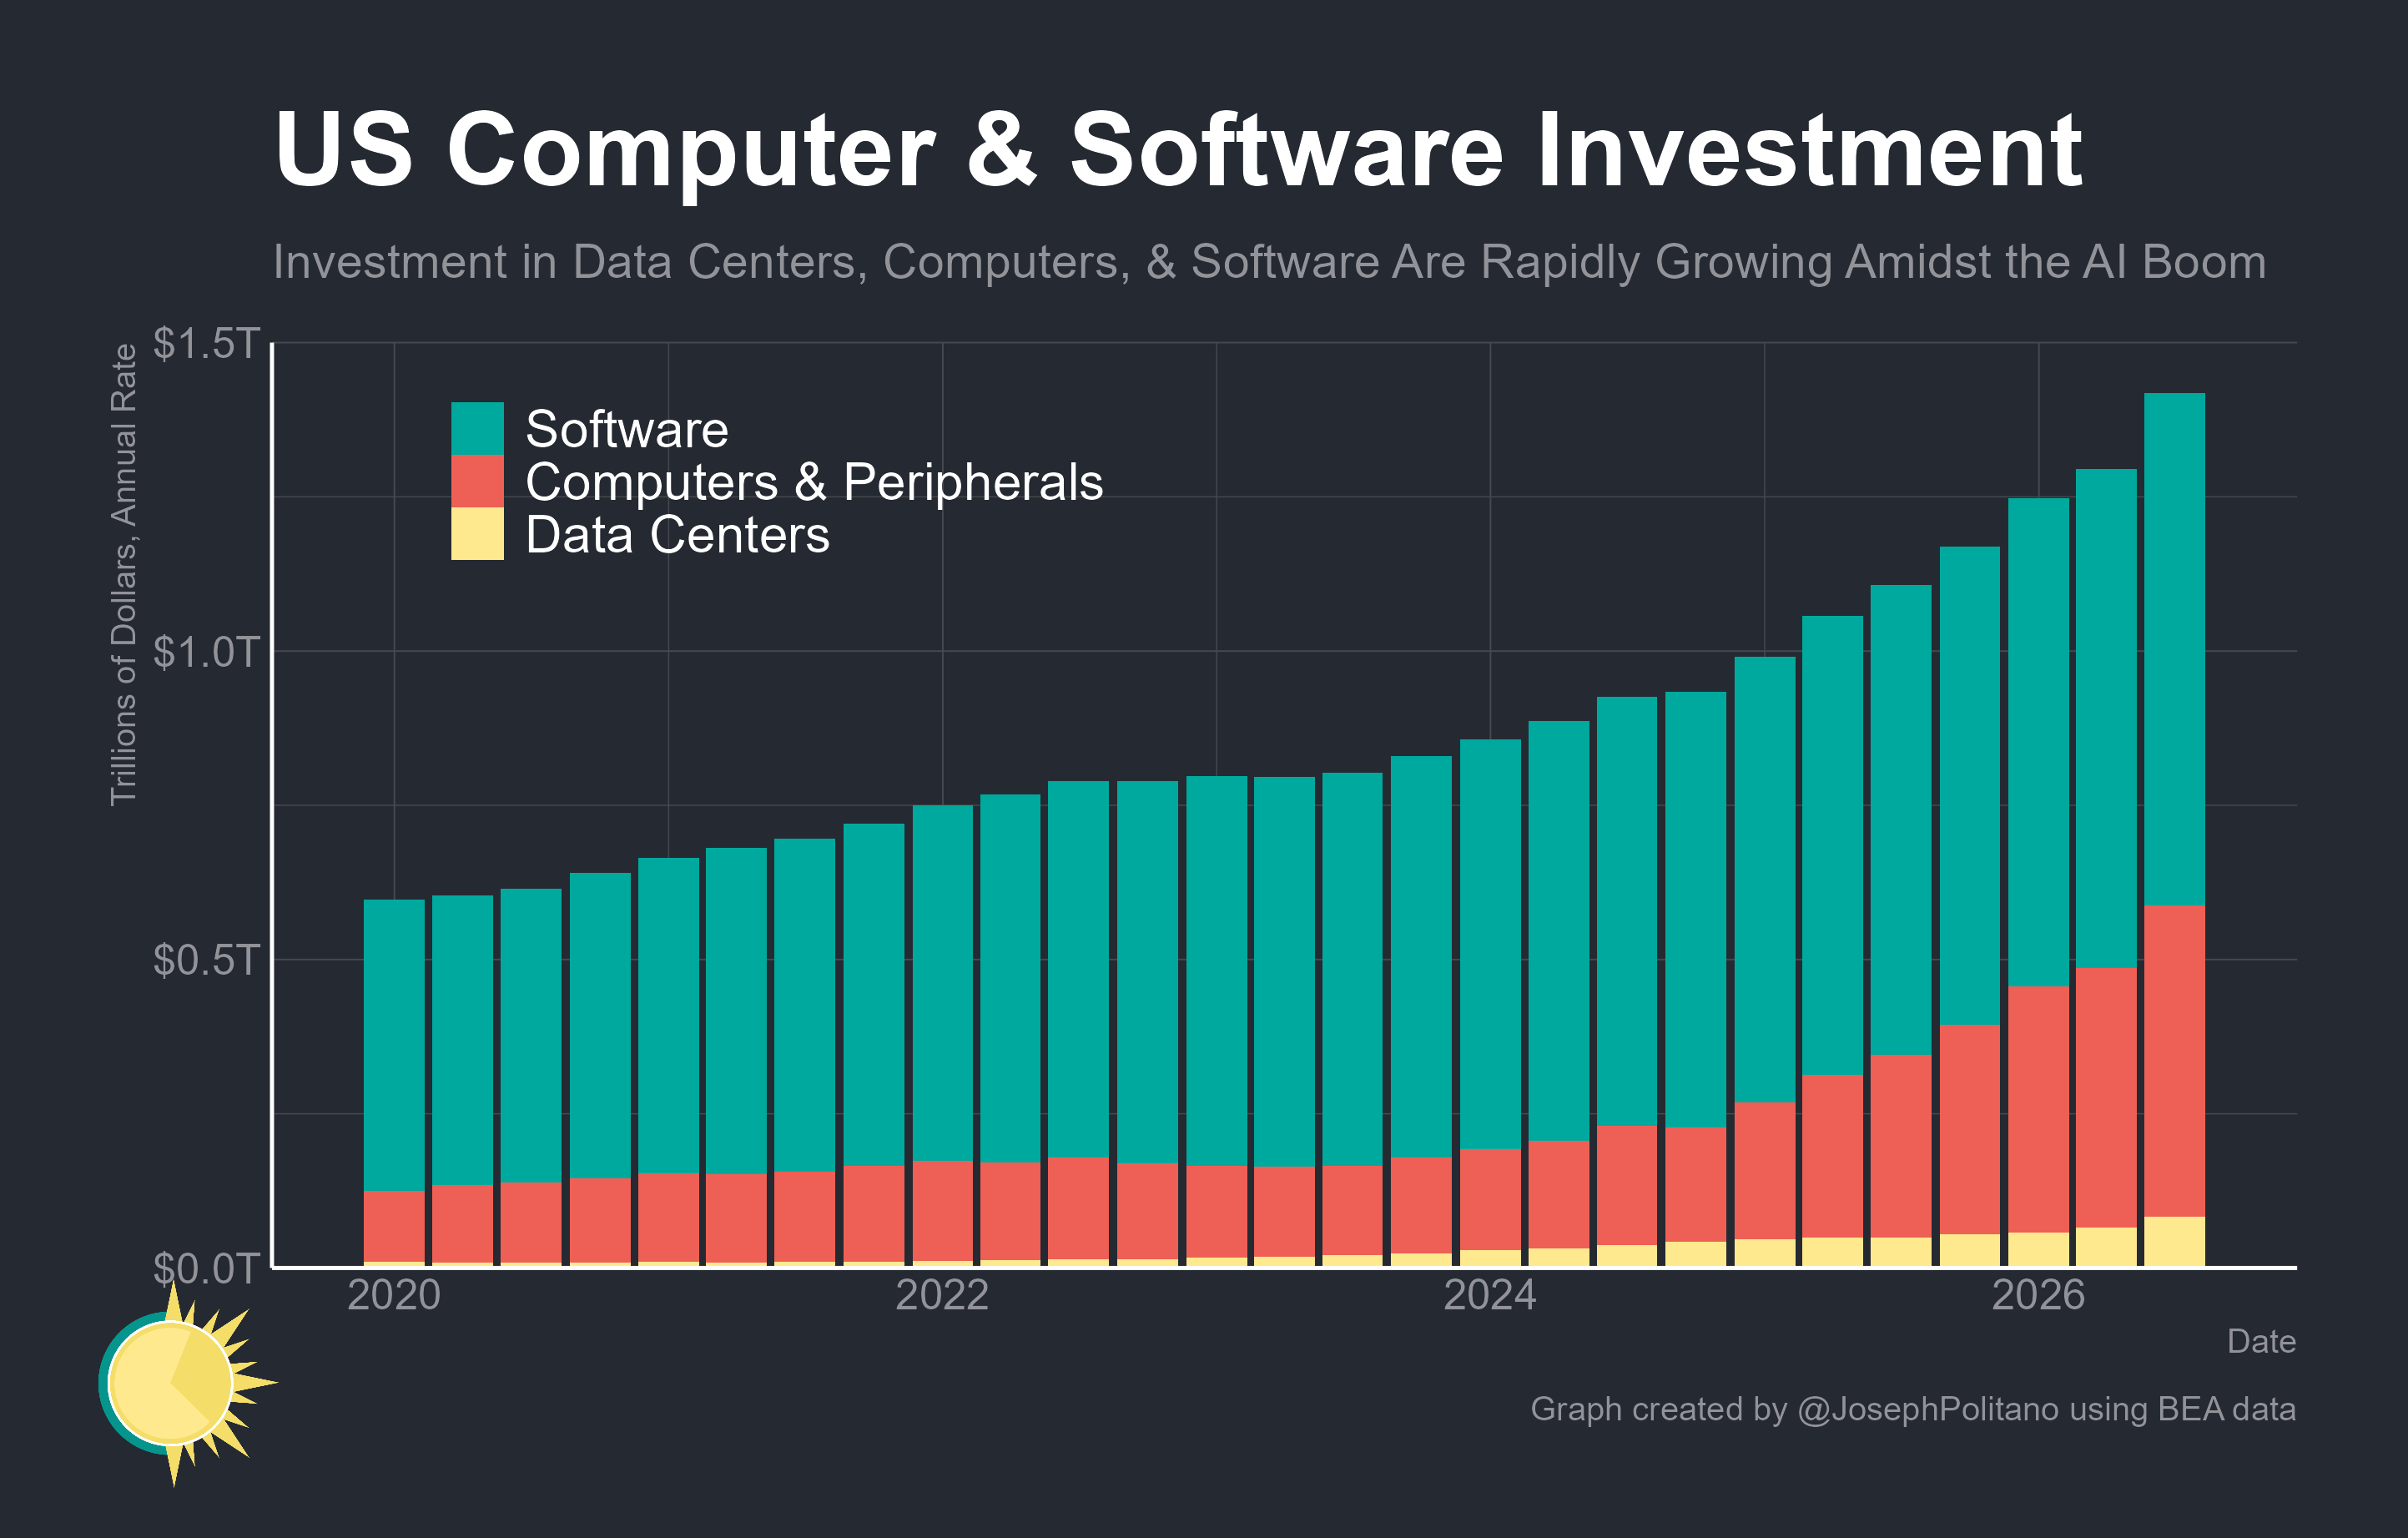 US Computer & Software Investment
Investment in Data Centers, Computers, & Software Are Rapidly Growing Amidst the AI Boom
Trillions of Dollars, Annual Rate
$1.5T
$1.0T
$0.5T
$0.0T
Software
Computers & Peripherals
Data Centers
2020
2022
2024
2026
Date
Graph created by @JosephPolitano using BEA data